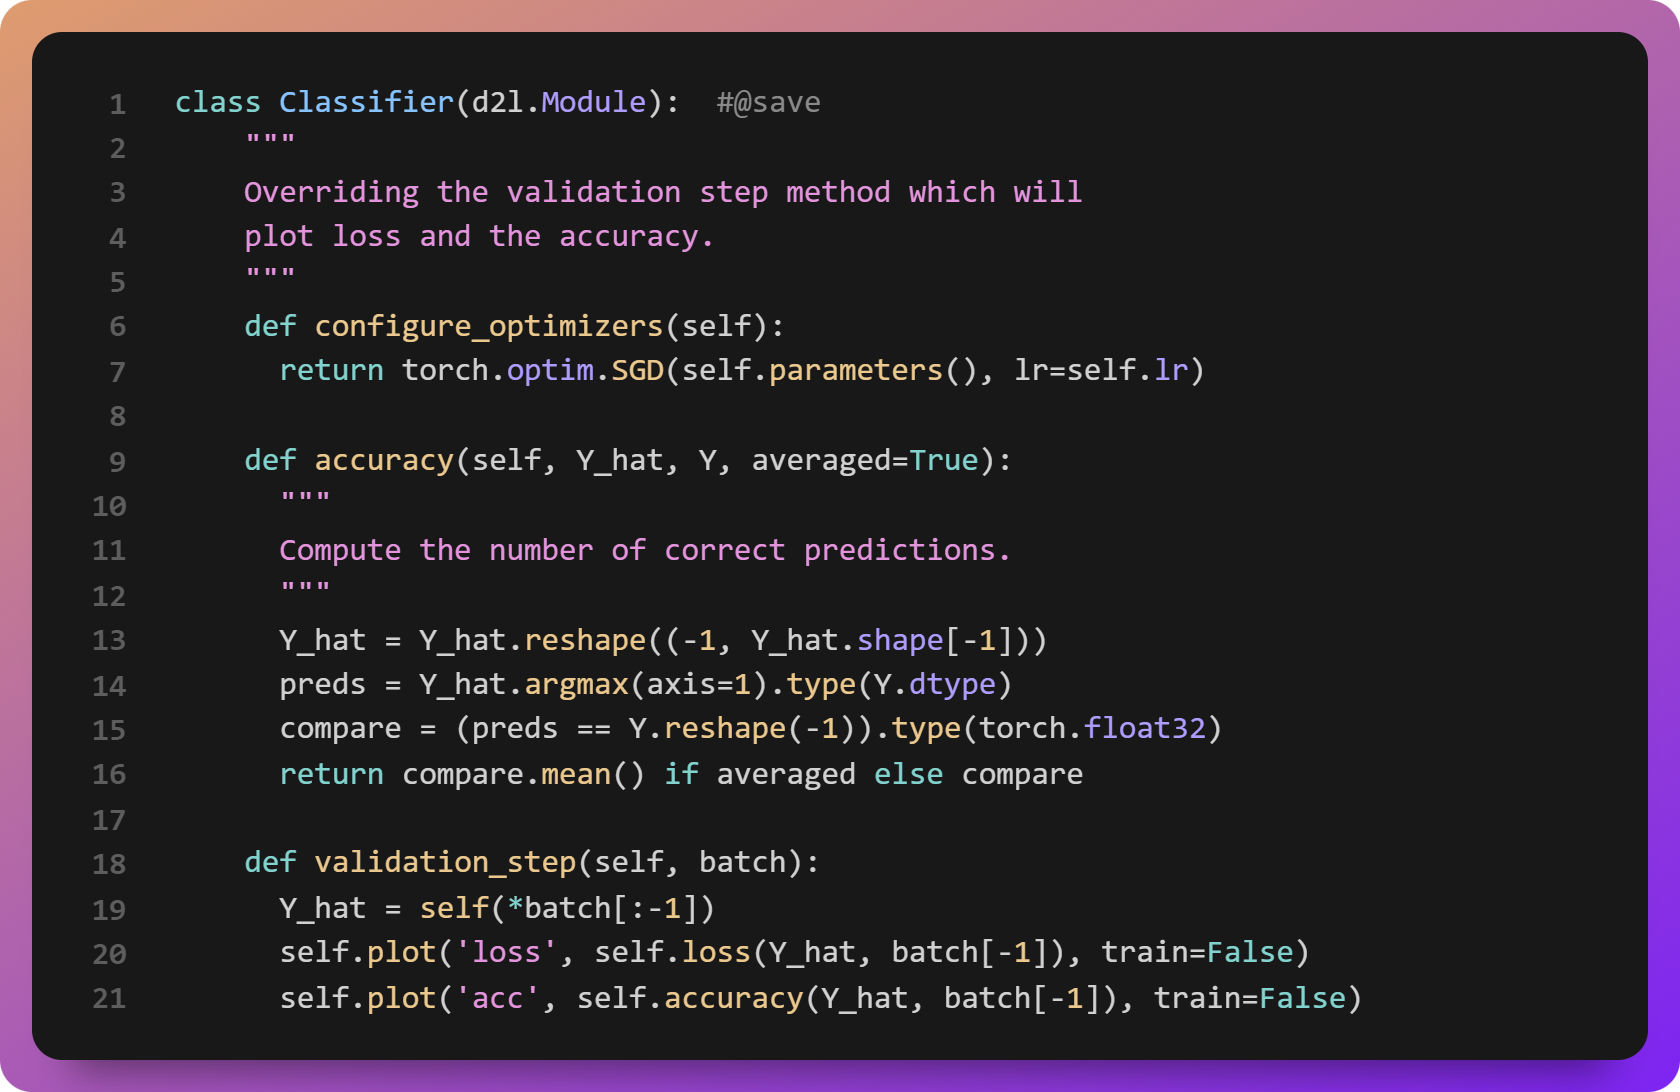 1 class Classifier(d2l.Module):  #@save
2     """
3     Overriding the validation step method which will
4     plot loss and the accuracy.
5     """
6     def configure_optimizers(self):
7       return torch.optim.SGD(self.parameters(), lr=self.lr)
8
9     def accuracy(self, Y_hat, Y, averaged=True):
10       """
11       Compute the number of correct predictions.
12       """
13       Y_hat = Y_hat.reshape((-1, Y_hat.shape[-1]))
14       preds = Y_hat.argmax(axis=1).type(Y.dtype)
15       compare = (preds == Y.reshape(-1)).type(torch.float32)
16       return compare.mean() if averaged else compare
17
18     def validation_step(self, batch):
19       Y_hat = self(*batch[:-1])
20       self.plot('loss', self.loss(Y_hat, batch[-1]), train=False)
21       self.plot('acc', self.accuracy(Y_hat, batch[-1]), train=False)